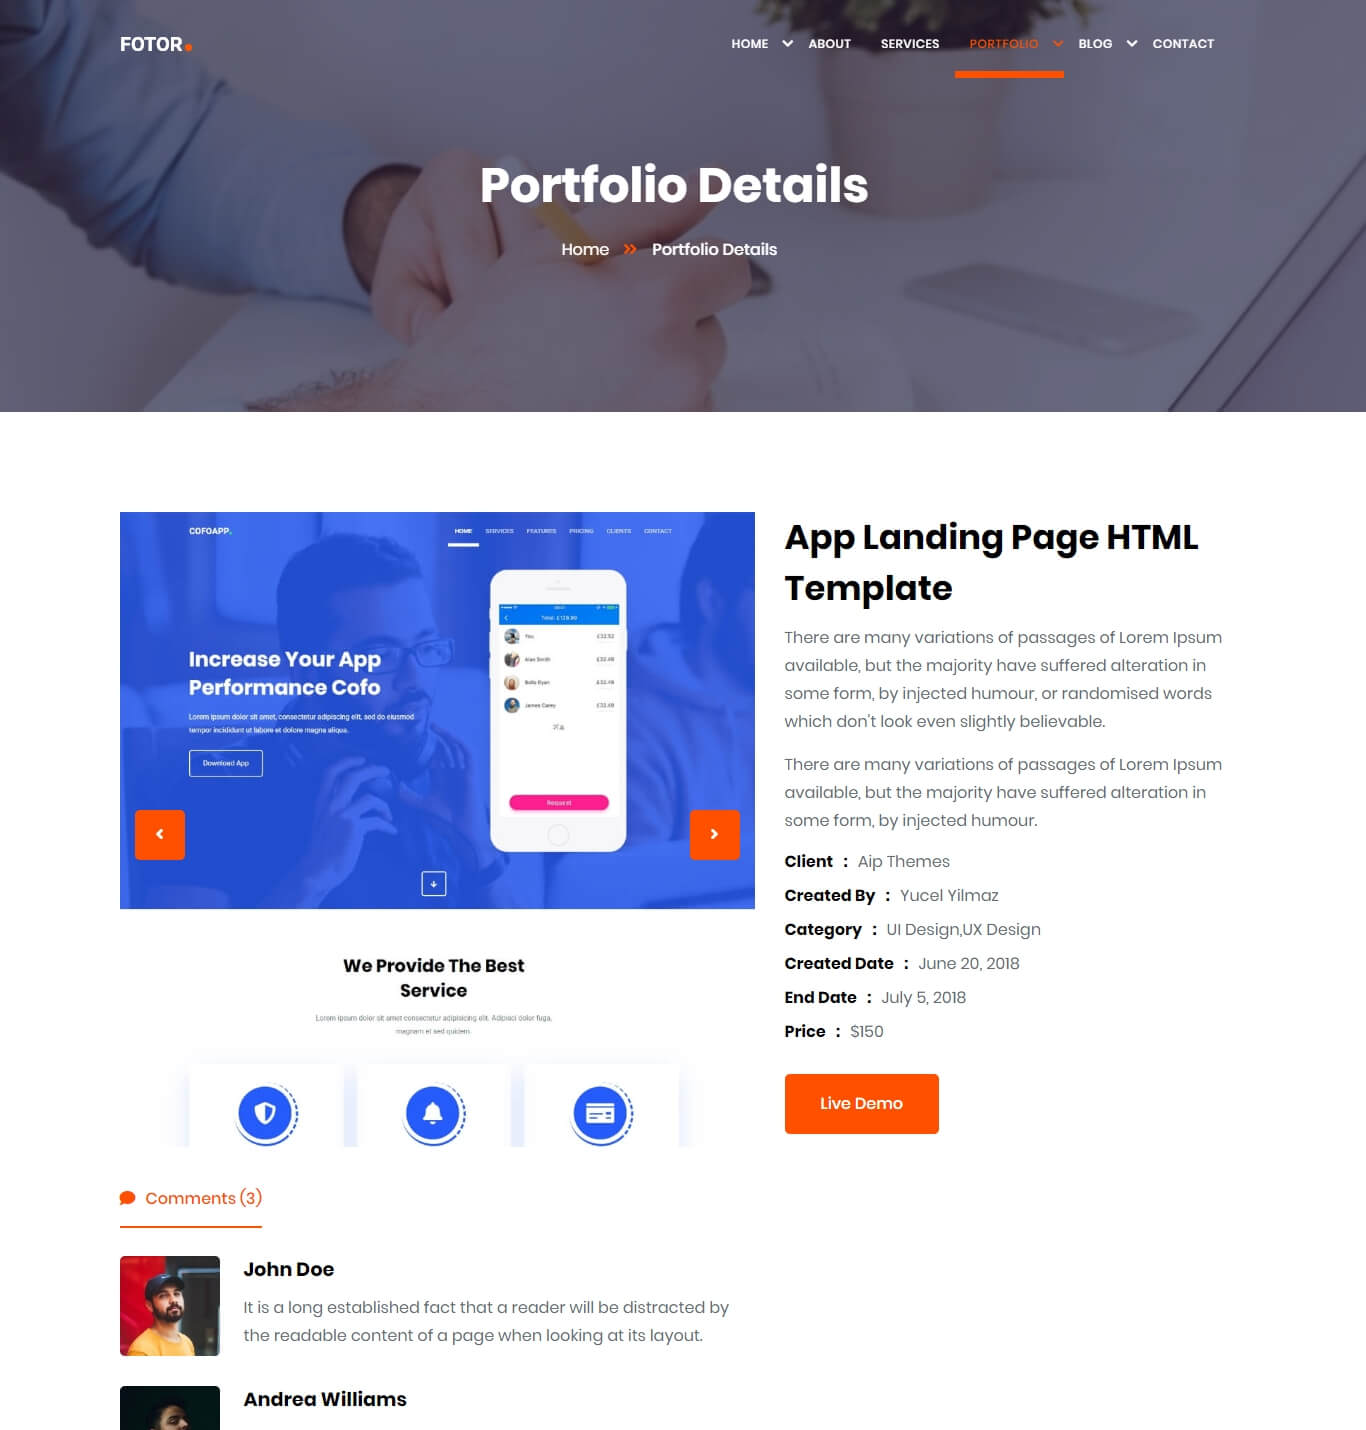 FOTOR.
HOME ABOUT SERVICES PORTFOLIO BLOG CONTACT
Portfolio Details
Home Portfolio Details
COFOAPP.
HOME SERVICES FEATURES PRICING CLIENTS CONTACT
Increase Your App
Performance Cofo
Lorem ipsum dolor sit amet, consectetur adipiscing elit, sed do eiusmod
tempor incididunt ut labore et dolore magna aliqua.
Download App
Total: £129.99
You £32.52
Alan Smith £32.49
Bella Ryan £32.49
James Carey £32.49
Request
We Provide The Best
Service
Lorem ipsum dolor sit amet consectetur adipisicing elit. Adipisci dolor fuga,
magnam et sed quidem
App Landing Page HTML
Template
There are many variations of passages of Lorem Ipsum
available, but the majority have suffered alteration in
some form, by injected humour, or randomised words
which don't look even slightly believable.
There are many variations of passages of Lorem Ipsum
available, but the majority have suffered alteration in
some form, by injected humour.
Client : Aip Themes
Created By : Yucel Yilmaz
Category : UI Design,UX Design
Created Date : June 20, 2018
End Date : July 5, 2018
Price : $150
Live Demo
Comments (3)
John Doe
It is a long established fact that a reader will be distracted by
the readable content of a page when looking at its layout.
Andrea Williams